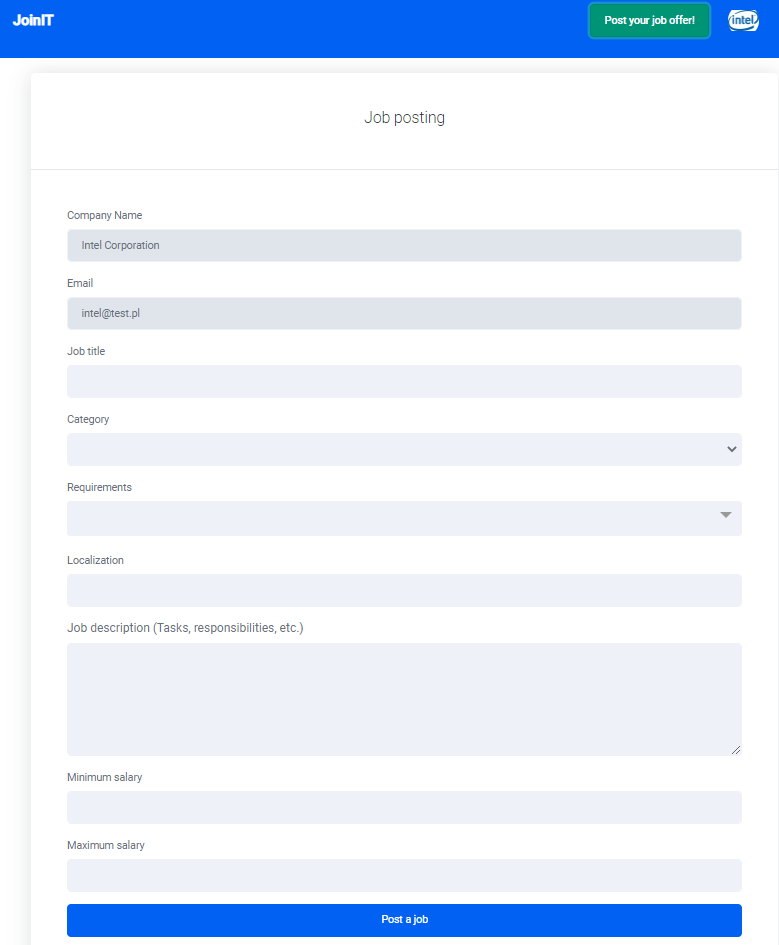 JoinIT
Post your job offer!
intel
Job posting
Company Name
Intel Corporation
Email
intel@test.pl
Job title
Category
Requirements
Localization
Job description (Tasks, responsibilities, etc.)
Minimum salary
Maximum salary
Post a job